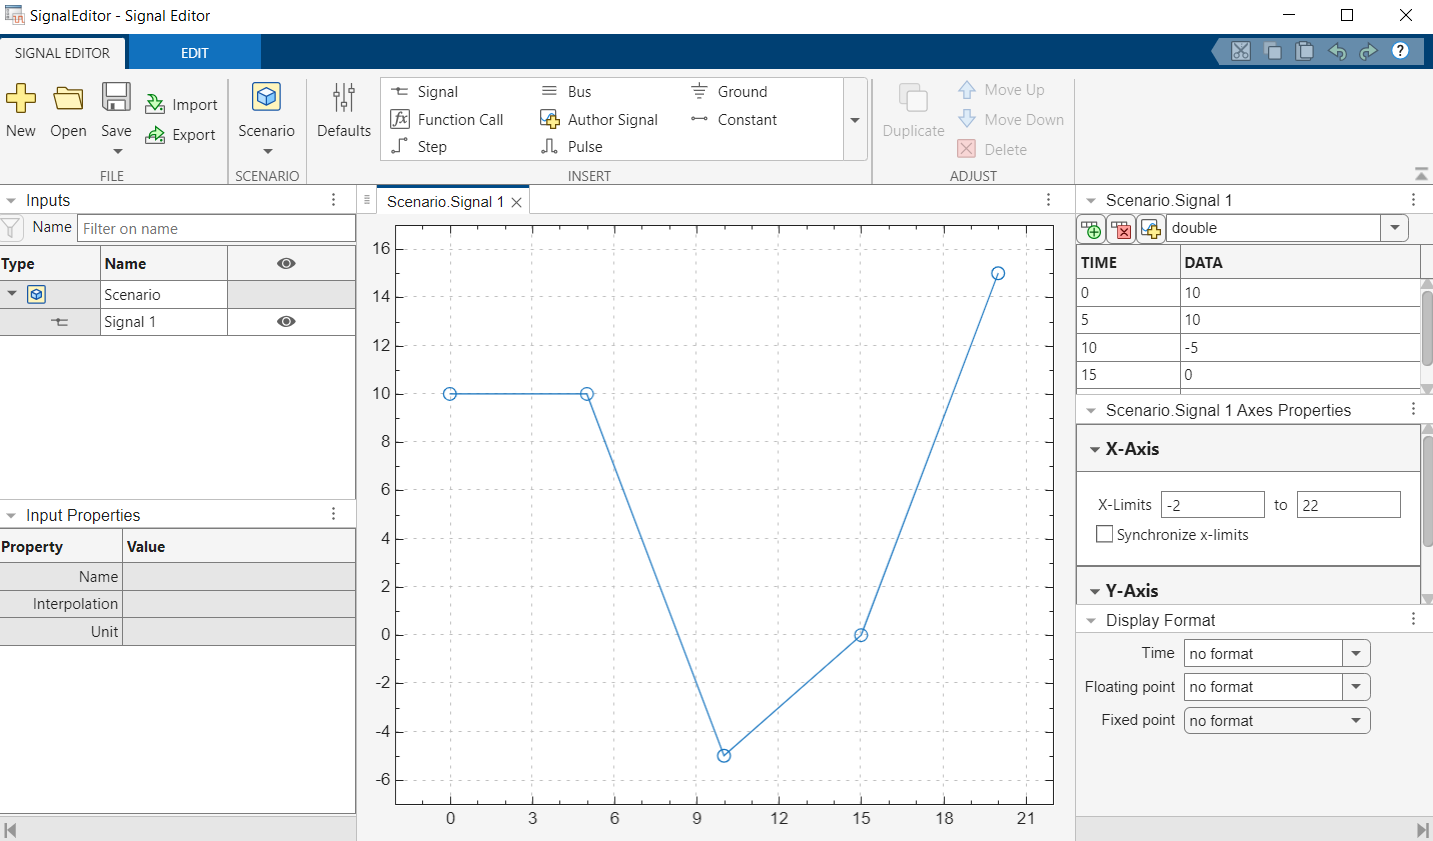 SignalEditor - Signal Editor
SIGNAL EDITOR
EDIT
?
New
Open
Save
Import
Export
FILE
Scenario
SCENARIO
Defaults
Signal
Bus
Ground
fx
Function Call
Author Signal
Constant
Step
Pulse
INSERT
Duplicate
Move Up
Move Down
Delete
ADJUST
Inputs
Name
Filter on name
Type
Name
Scenario
Signal 1
Input Properties
Property
Value
Name
Interpolation
Unit
Scenario.Signal 1
16
14
12
10
8
6
4
2
0
-2
-4
-6
0
3
6
9
12
15
18
21
Scenario.Signal 1
double
TIME
DATA
0
10
5
10
10
-5
15
0
Scenario.Signal 1 Axes Properties
X-Axis
X-Limits
-2
to
22
Synchronize x-limits
Y-Axis
Display Format
Time
no format
Floating point
no format
Fixed point
no format